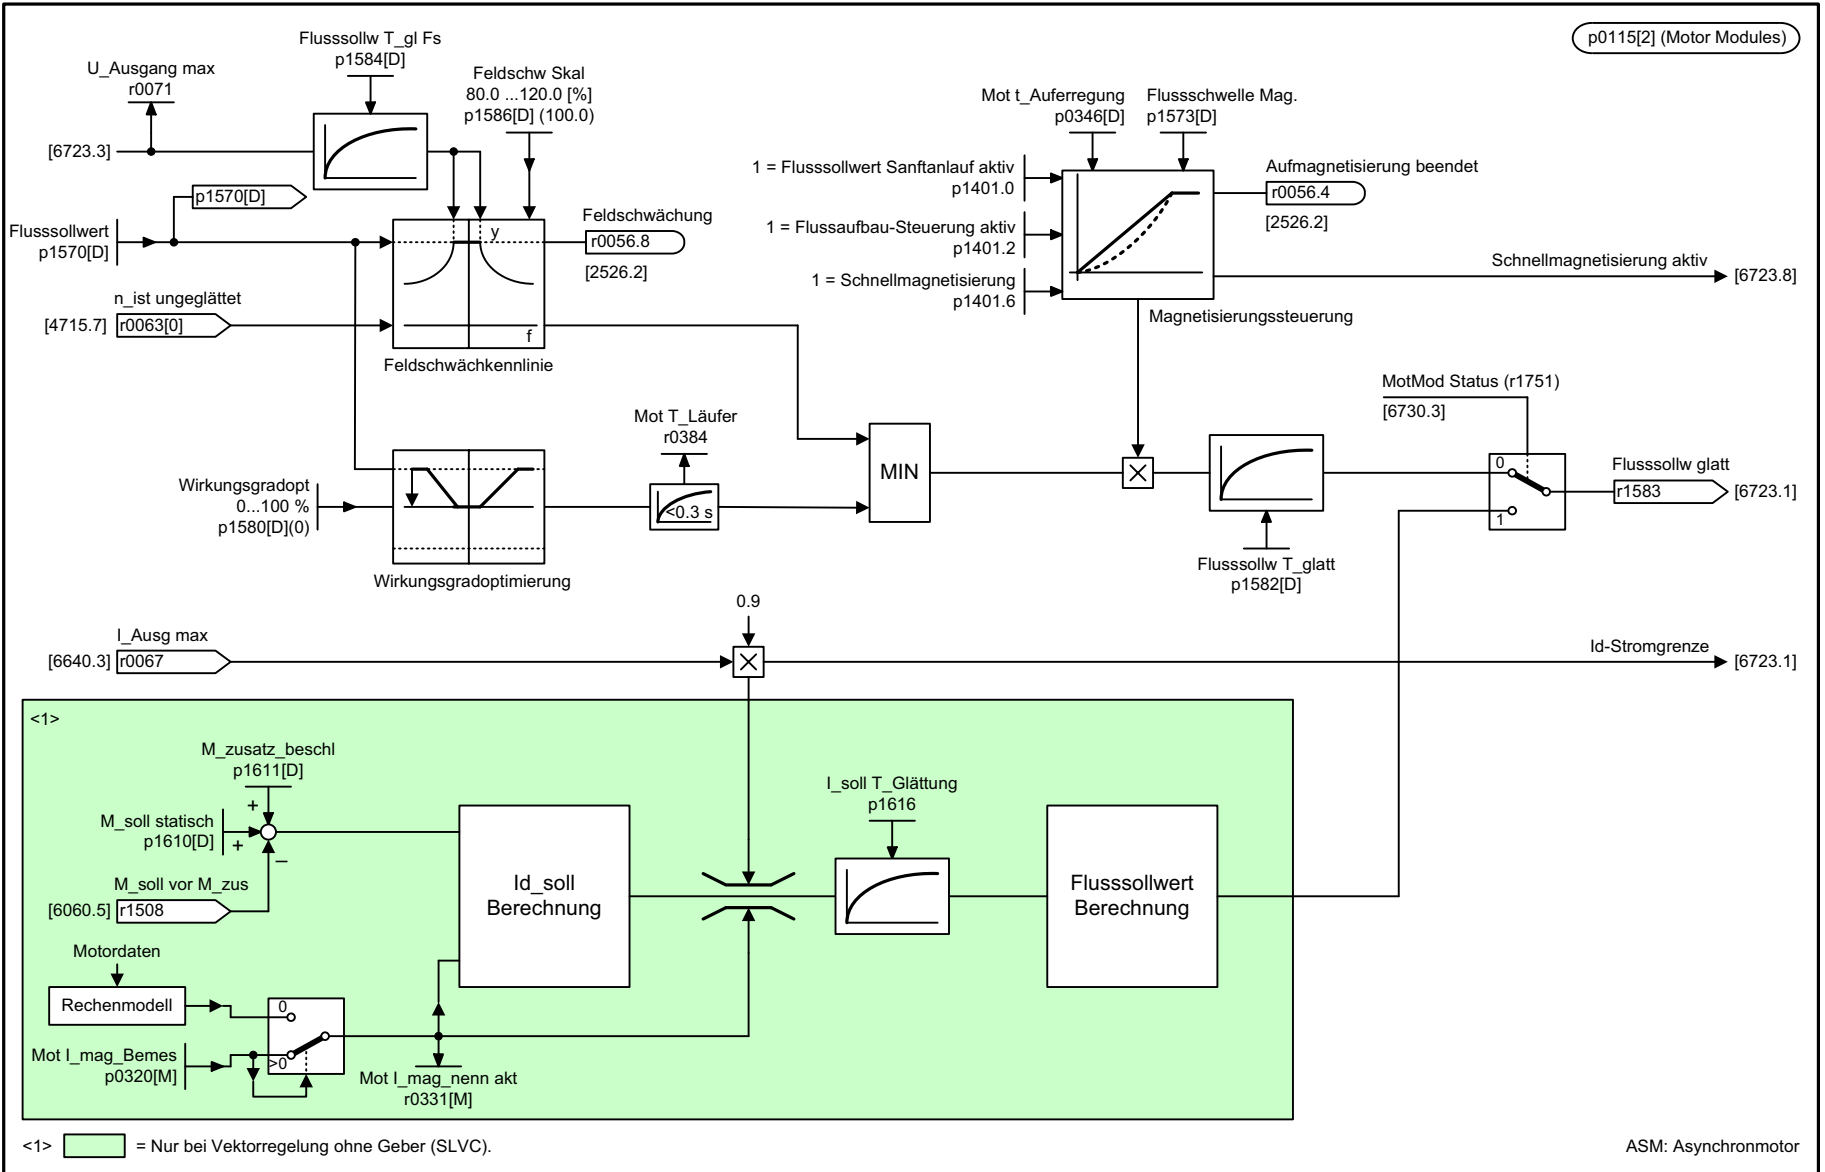 p0115[2] (Motor Modules)
Flusssollw T_gl Fs
p1584[D]
U_Ausgang max
r0071
Feldschw Skal
80.0 ...120.0 [%]
p1586[D] (100.0)
[6723.3]
p1570[D]
Flusssollwert
p1570[D]
y
f
Feldschwächung
r0056.8
[2526.2]
n_ist ungeglättet
[4715.7]
r0063[0]
Feldschwächkennlinie
Mot t_Auferregung
p0346[D]
Flussschwelle Mag.
p1573[D]
1 = Flusssollwert Sanftanlauf aktiv
p1401.0
1 = Flussaufbau-Steuerung aktiv
p1401.2
1 = Schnellmagnetisierung
p1401.6
Aufmagnetisierung beendet
r0056.4
[2526.2]
Schnellmagnetisierung aktiv
[6723.8]
Magnetisierungssteuerung
MotMod Status (r1751)
[6730.3]
Mot T_Läufer
r0384
<0.3 s
Wirkungsgradopt
0...100 %
p1580[D](0)
Wirkungsgradoptimierung
MIN
Flusssollw T_glatt
p1582[D]
0
1
Flusssollw glatt
r1583
[6723.1]
0.9
I_Ausg max
[6640.3]
r0067
Id-Stromgrenze
[6723.1]
<1>
M_zusatz_beschl
p1611[D]
+
M_soll statisch
p1610[D]
+
–
M_soll vor M_zus
[6060.5]
r1508
Id_soll
Berechnung
I_soll T_Glättung
p1616
Flusssollwert
Berechnung
Motordaten
Rechenmodell
0
>0
Mot I_mag_Bemes
p0320[M]
Mot I_mag_nenn akt
r0331[M]
<1>
= Nur bei Vektorregelung ohne Geber (SLVC).
ASM: Asynchronmotor